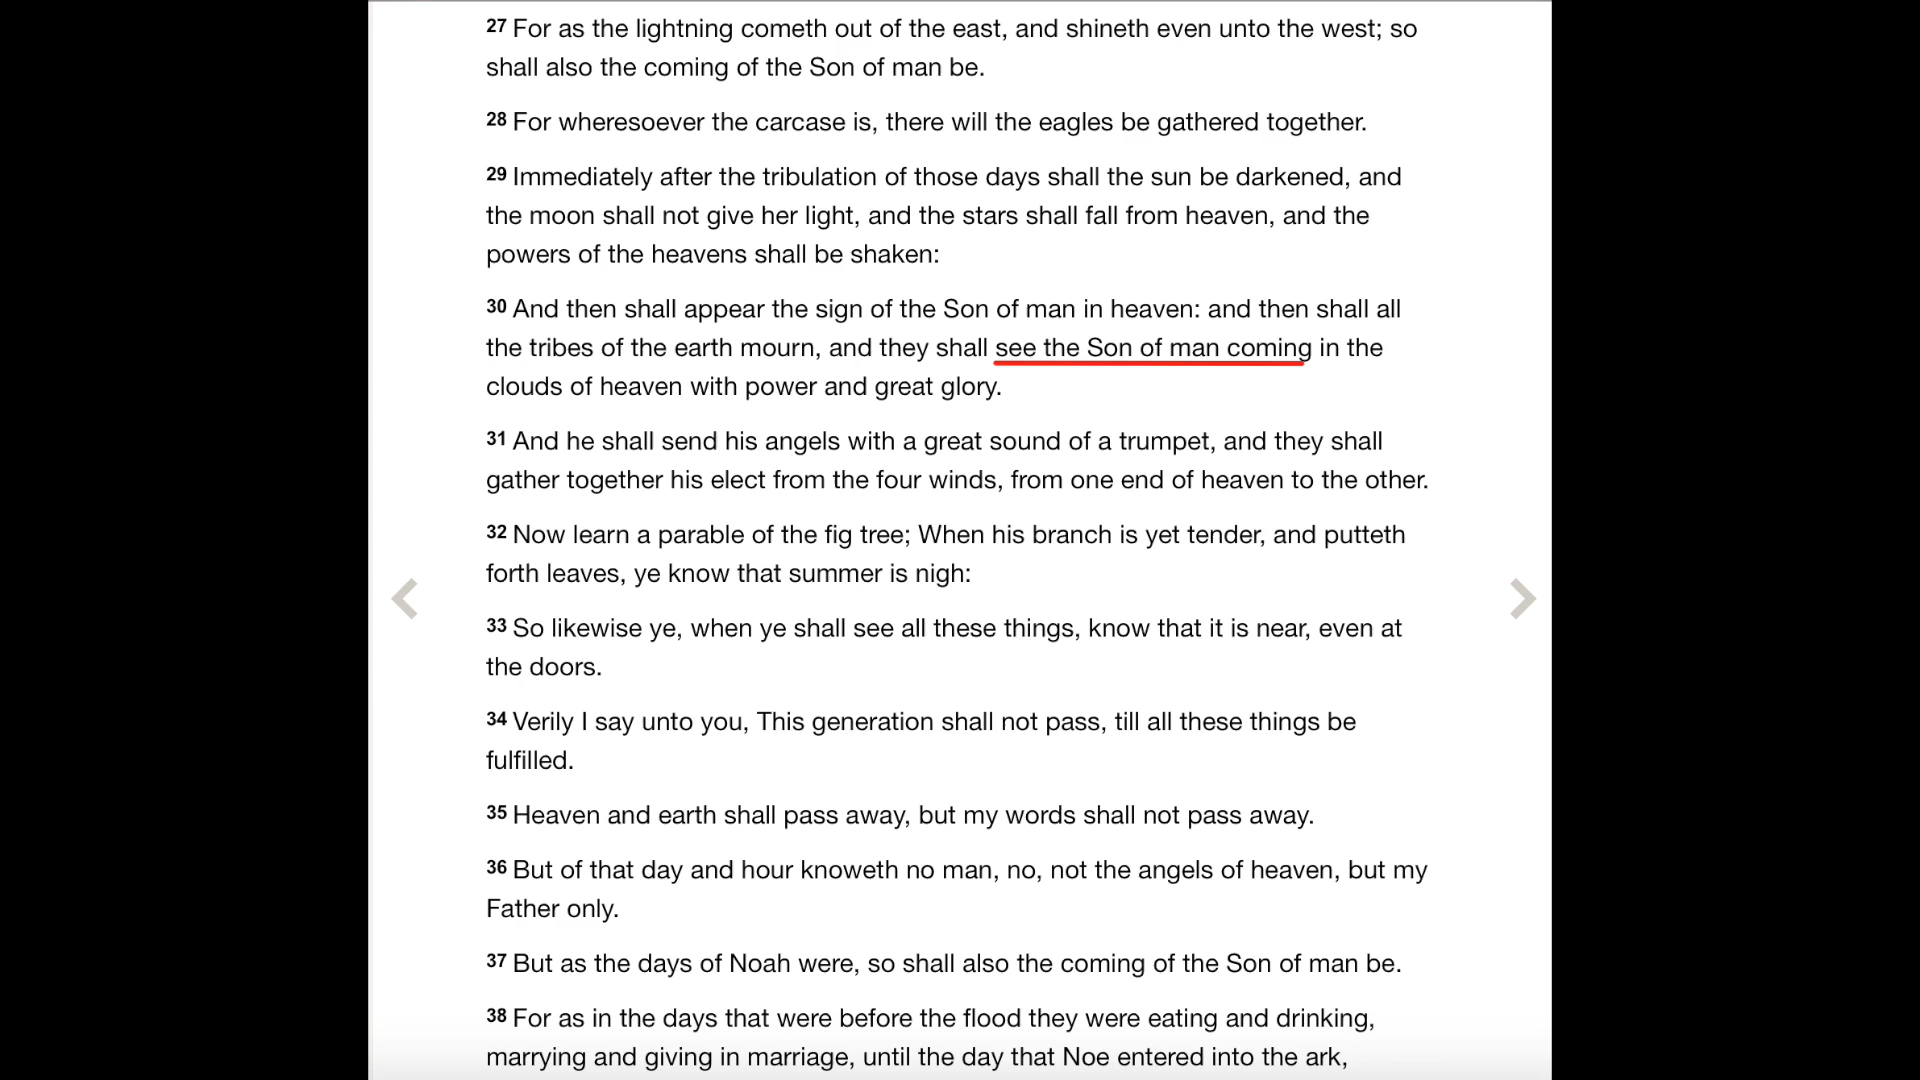 27 For as the lightning cometh out of the east, and shineth even unto the west; so
shall also the coming of the Son of man be.
28 For wheresoever the carcase is, there will the eagles be gathered together.
29 Immediately after the tribulation of those days shall the sun be darkened, and
the moon shall not give her light, and the stars shall fall from heaven, and the
powers of the heavens shall be shaken:
30 And then shall appear the sign of the Son of man in heaven: and then shall all
the tribes of the earth mourn, and they shall see the Son of man coming in the
clouds of heaven with power and great glory.
31 And he shall send his angels with a great sound of a trumpet, and they shall
gather together his elect from the four winds, from one end of heaven to the other.
32 Now learn a parable of the fig tree; When his branch is yet tender, and putteth
forth leaves, ye know that summer is nigh:
33 So likewise ye, when ye shall see all these things, know that it is near, even at
the doors.
34 Verily I say unto you, This generation shall not pass, till all these things be
fulfilled.
35 Heaven and earth shall pass away, but my words shall not pass away.
36 But of that day and hour knoweth no man, no, not the angels of heaven, but my
Father only.
37 But as the days of Noah were, so shall also the coming of the Son of man be.
38 For as in the days that were before the flood they were eating and drinking,
marrying and giving in marriage, until the day that Noe entered into the ark,